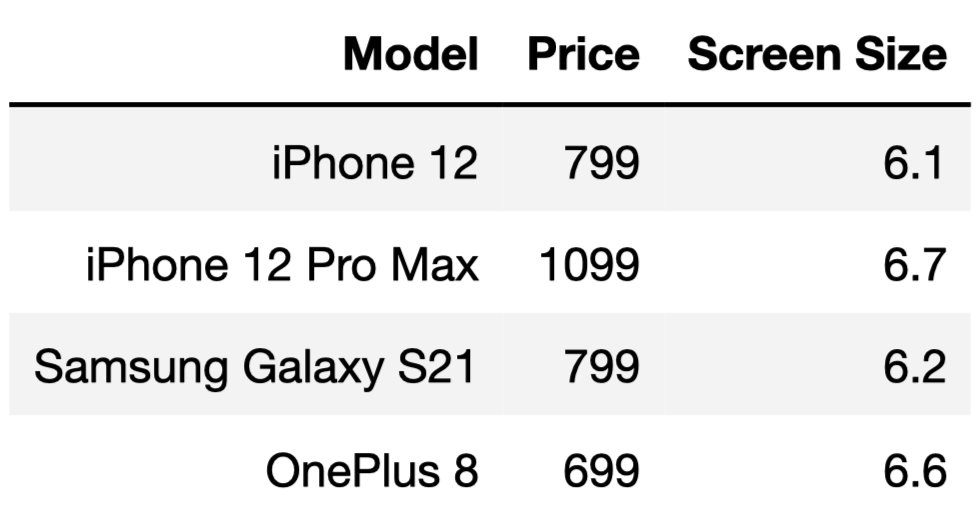 Model Price Screen Size
iPhone 12 799 6.1
iPhone 12 Pro Max 1099 6.7
Samsung Galaxy S21 799 6.2
OnePlus 8 699 6.6